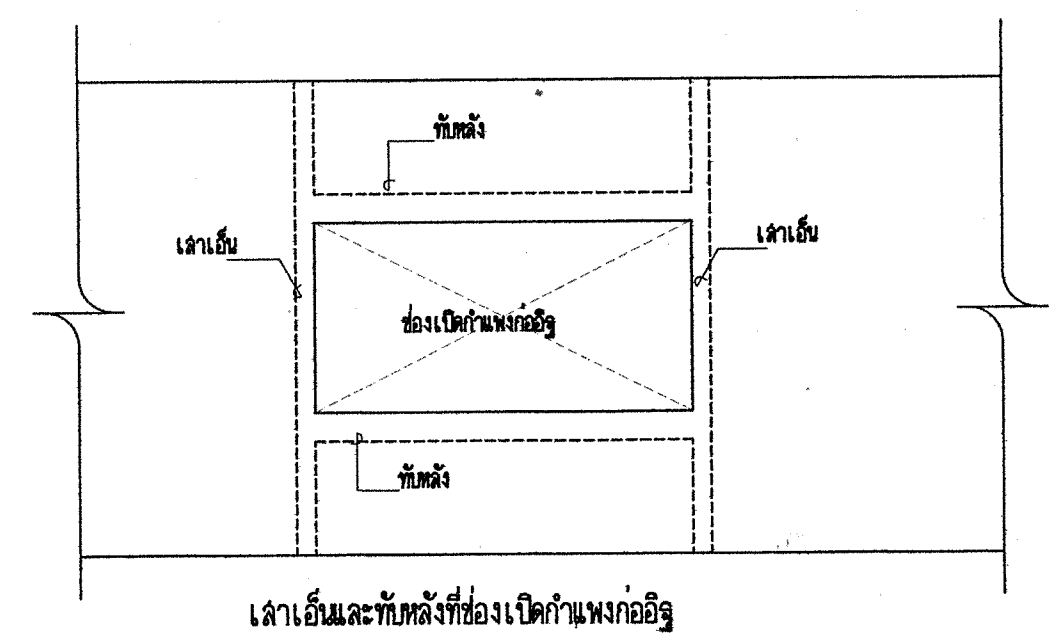 ทับหลัง
เสาเอ็น
เสาเอ็น
ช่องเปิดกำแพงก่ออิฐ
ทับหลัง
เสาเอ็นและทับหลังที่ช่องเปิดกำแพงก่ออิฐ